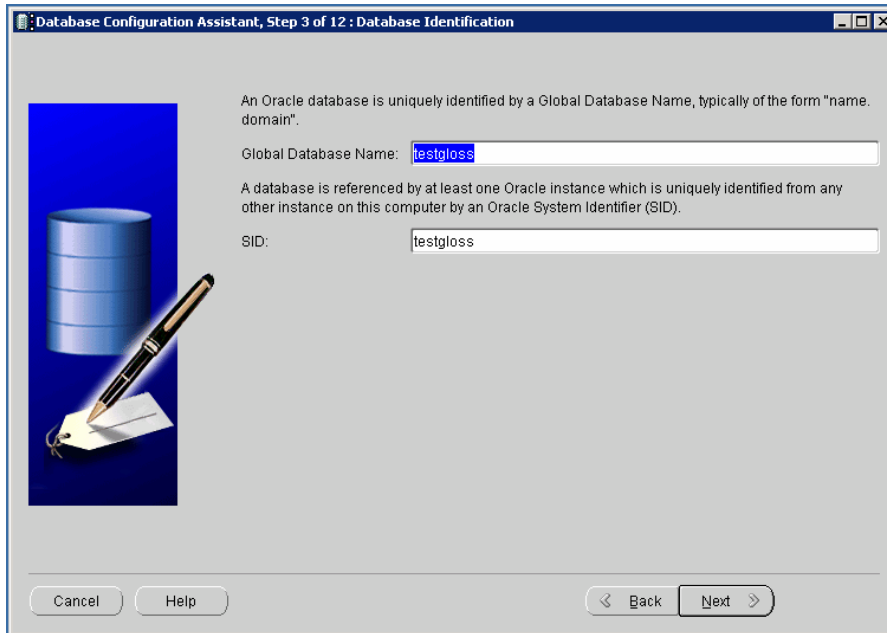 Database Configuration Assistant, Step 3 of 12 : Database Identification
An Oracle database is uniquely identified by a Global Database Name, typically of the form "name.
domain".
Global Database Name: testgloss
A database is referenced by at least one Oracle instance which is uniquely identified from any
other instance on this computer by an Oracle System Identifier (SID).
SID: testgloss
Cancel Help Back Next